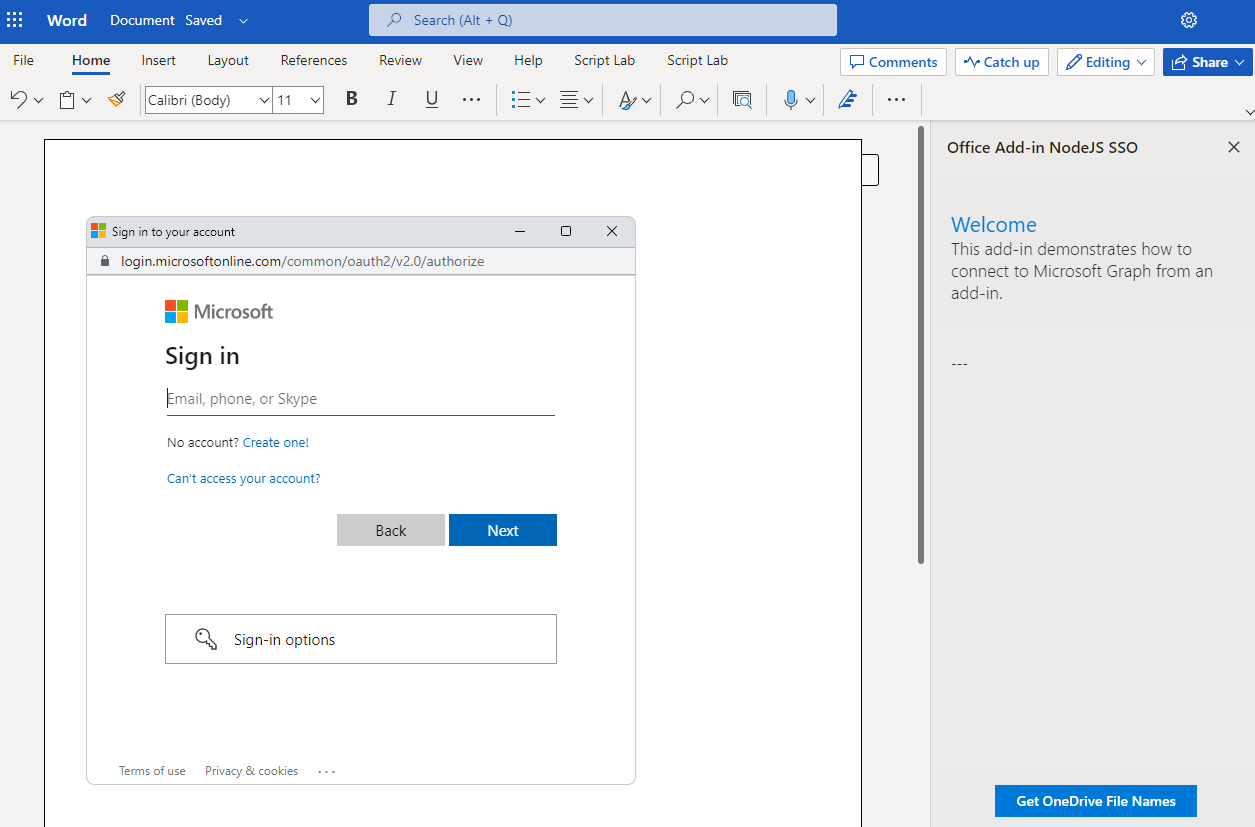 Word Document Saved Search (Alt + Q)
File Home Insert Layout References Review View Help Script Lab Script Lab Comments Catch up Editing Share
Calibri (Body) 11 B I U
Office Add-in NodeJS SSO
Welcome
This add-in demonstrates how to
connect to Microsoft Graph from an
add-in.
---
Get OneDrive File Names
Sign in to your account
login.microsoftonline.com/common/oauth2/v2.0/authorize
Microsoft
Sign in
Email, phone, or Skype
No account? Create one!
Can't access your account?
Back Next
Sign-in options
Terms of use Privacy & cookies ...